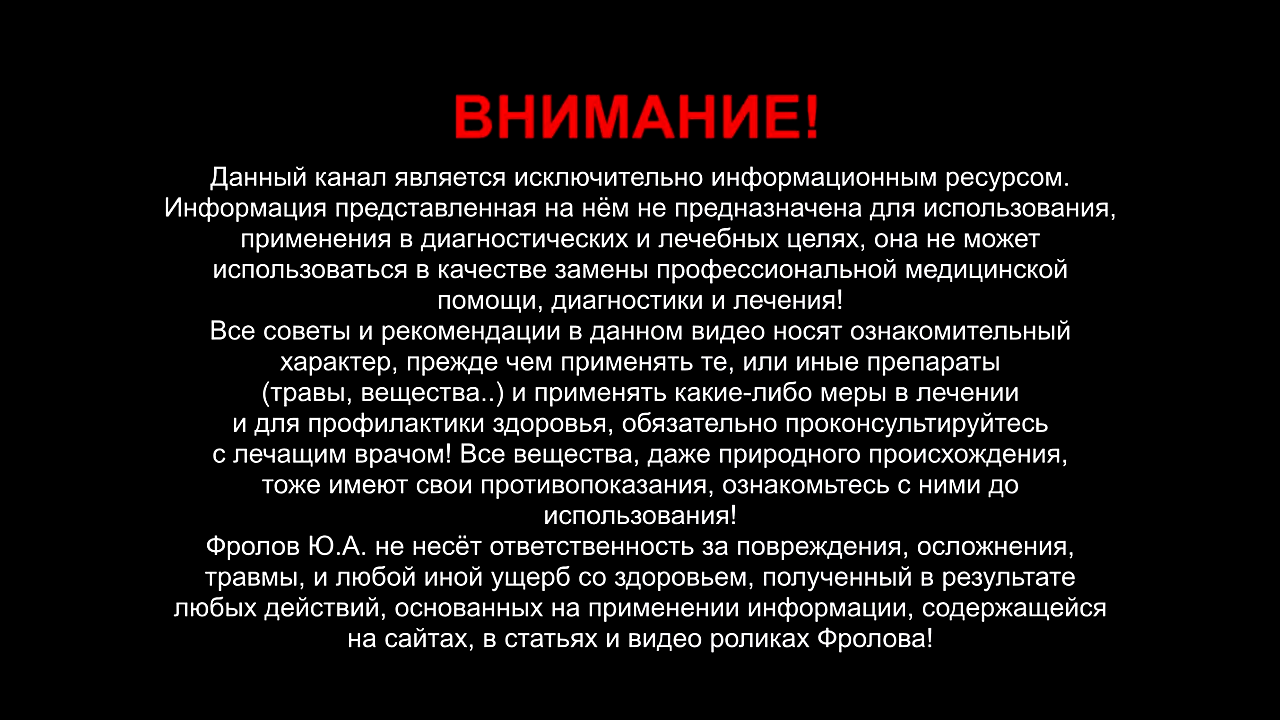 ВНИМАНИЕ!
Данный канал является исключительно информационным ресурсом.
Информация представленная на нём не предназначена для использования,
применения в диагностических и лечебных целях, она не может
использоваться в качестве замены профессиональной медицинской
помощи, диагностики и лечения!
Все советы и рекомендации в данном видео носят ознакомительный
характер, прежде чем применять те, или иные препараты
(травы, вещества..) и применять какие-либо меры в лечении
и для профилактики здоровья, обязательно проконсультируйтесь
с лечащим врачом! Все вещества, даже природного происхождения,
тоже имеют свои противопоказания, ознакомьтесь с ними до
использования!
Фролов Ю.А. не несёт ответственность за повреждения, осложнения,
травмы, и любой иной ущерб со здоровьем, полученный в результате
любых действий, основанных на применении информации, содержащейся
на сайтах, в статьях и видео роликах Фролова!